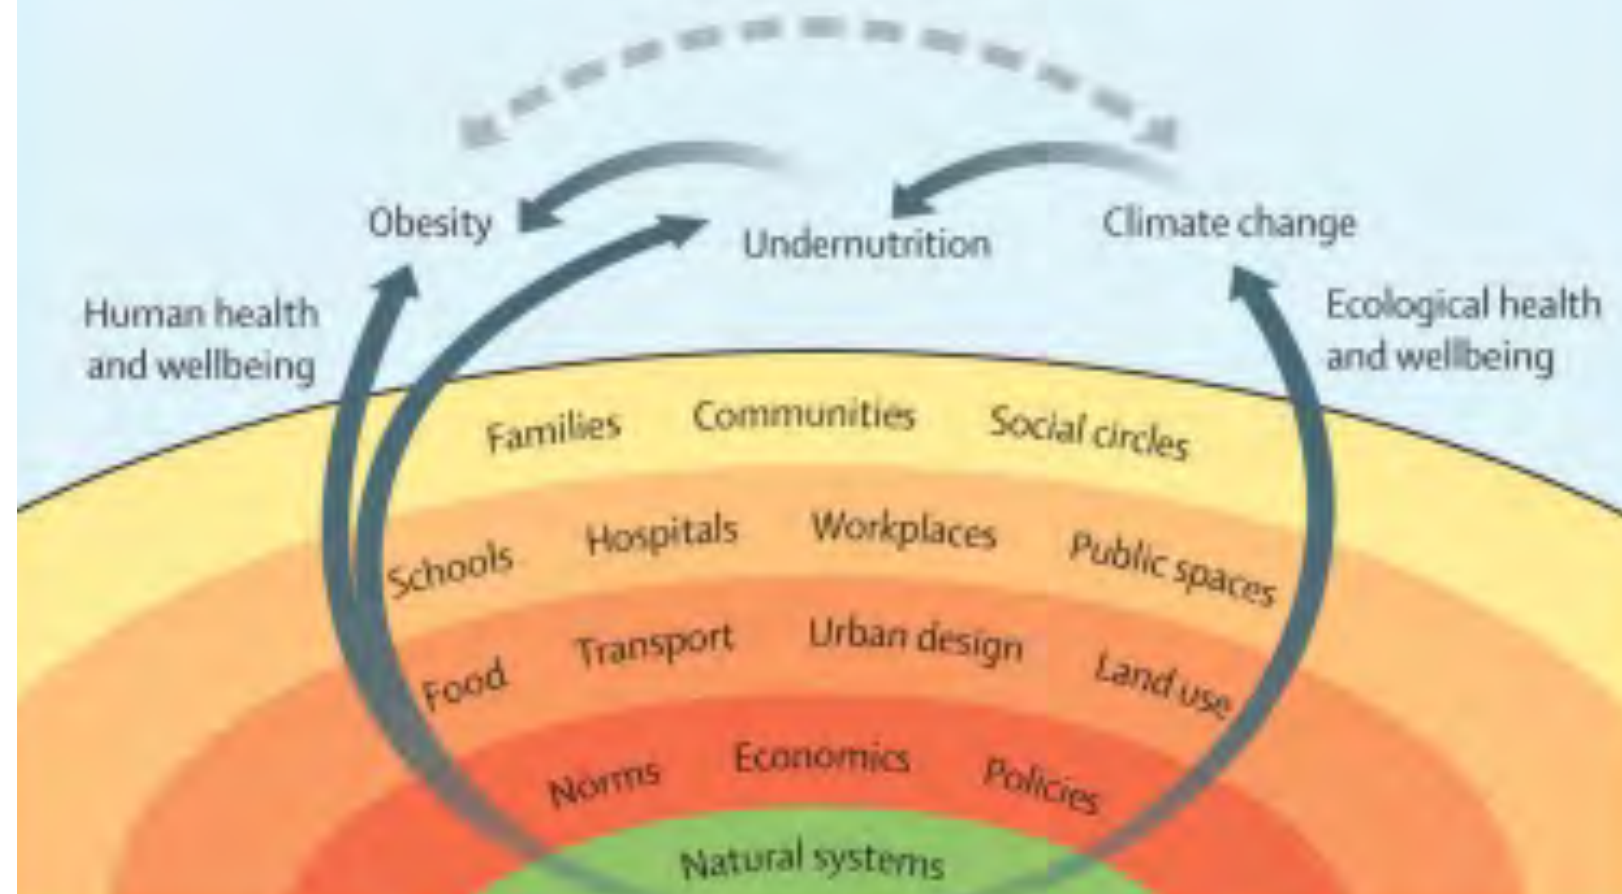 Obesity
Undernutrition
Climate change
Human health
and wellbeing
Ecological health
and wellbeing
Families Communities Social circles
Schools Hospitals Workplaces Public spaces
Food Transport Urban design Land use
Norms Economics Policies
Natural systems